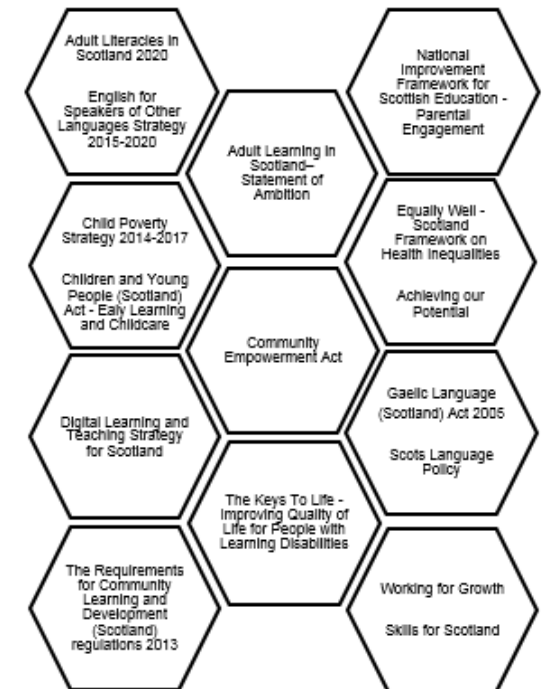 Adult Literacies in
Scotland 2020
English for
Speakers of Other
Languages Strategy
2015-2020
National
Improvement
Framework for
Scottish Education -
Parental
Engagement
Adult Learning in
Scotland–
Statement of
Ambition
Child Poverty
Strategy 2014-2017
Children and Young
People (Scotland)
Act - Ealy Learning
and Childcare
Equally Well -
Scotland
Framework on
Health Inequalities
Achieving our
Potential
Community
Empowerment Act
Digital Learning and
Teaching Strategy
for Scotland
Gaelic Language
(Scotland) Act 2005
Scots Language
Policy
The Keys To Life -
Improving Quality of
Life for People with
Learning Disabilities
The Requirements
for Community
Learning and
Development
(Scotland)
regulations 2013
Working for Growth
Skills for Scotland